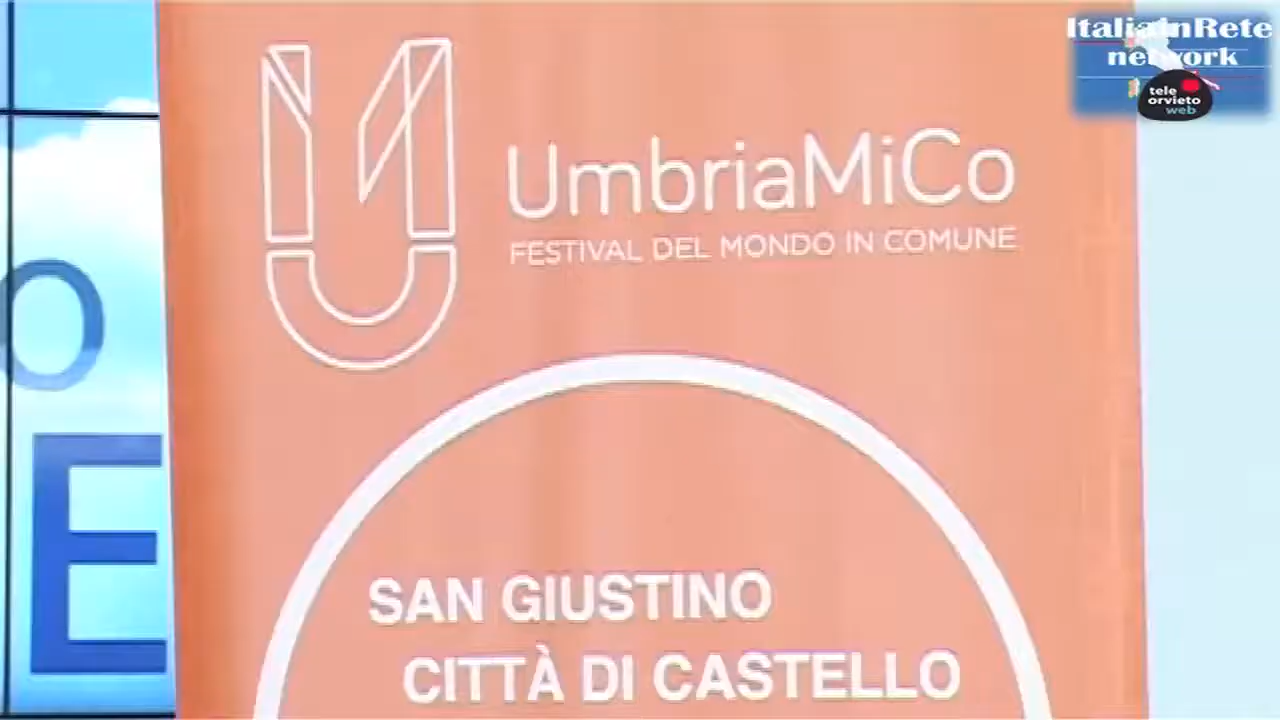 ItaliainRete
network
tele
orvieto
web
UmbriaMiCo
FESTIVAL DEL MONDO IN COMUNE
O
E
SAN GIUSTINO
CITTÀ DI CASTELLO